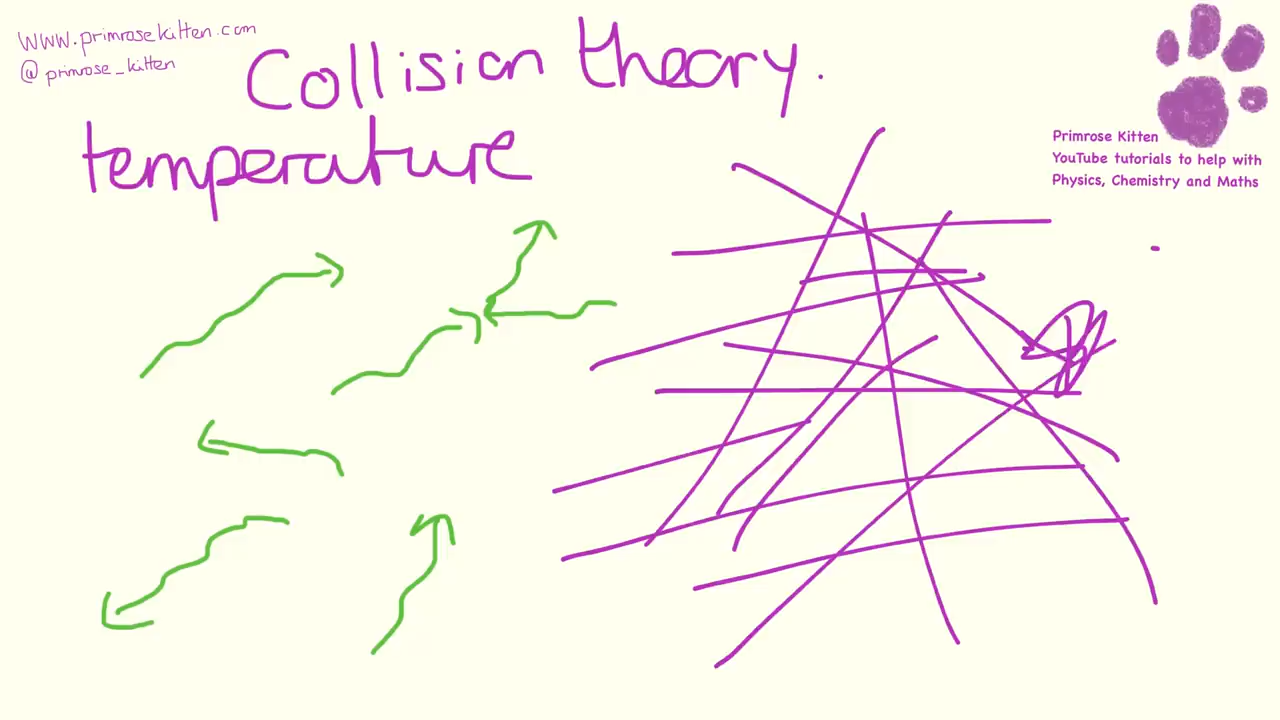 www.primrosekitten.com
@primrose_kitten
Collision theory.
temperature
Primrose Kitten
YouTube tutorials to help with
Physics, Chemistry and Maths